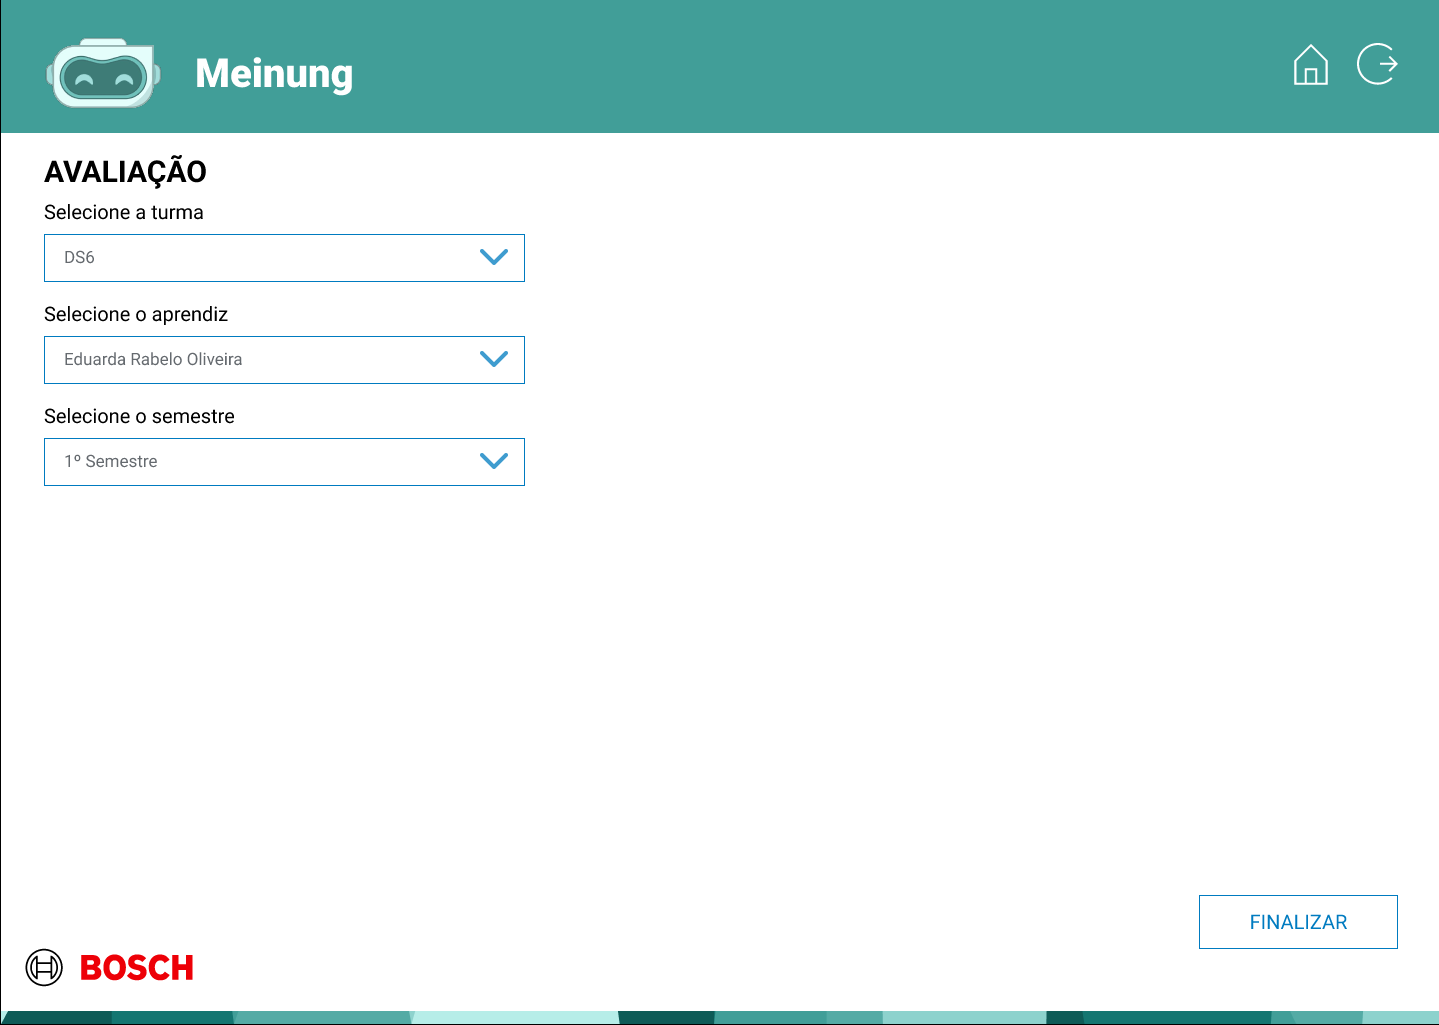 Meinung
AVALIAÇÃO
Selecione a turma
DS6
Selecione o aprendiz
Eduarda Rabelo Oliveira
Selecione o semestre
1º Semestre
FINALIZAR
BOSCH